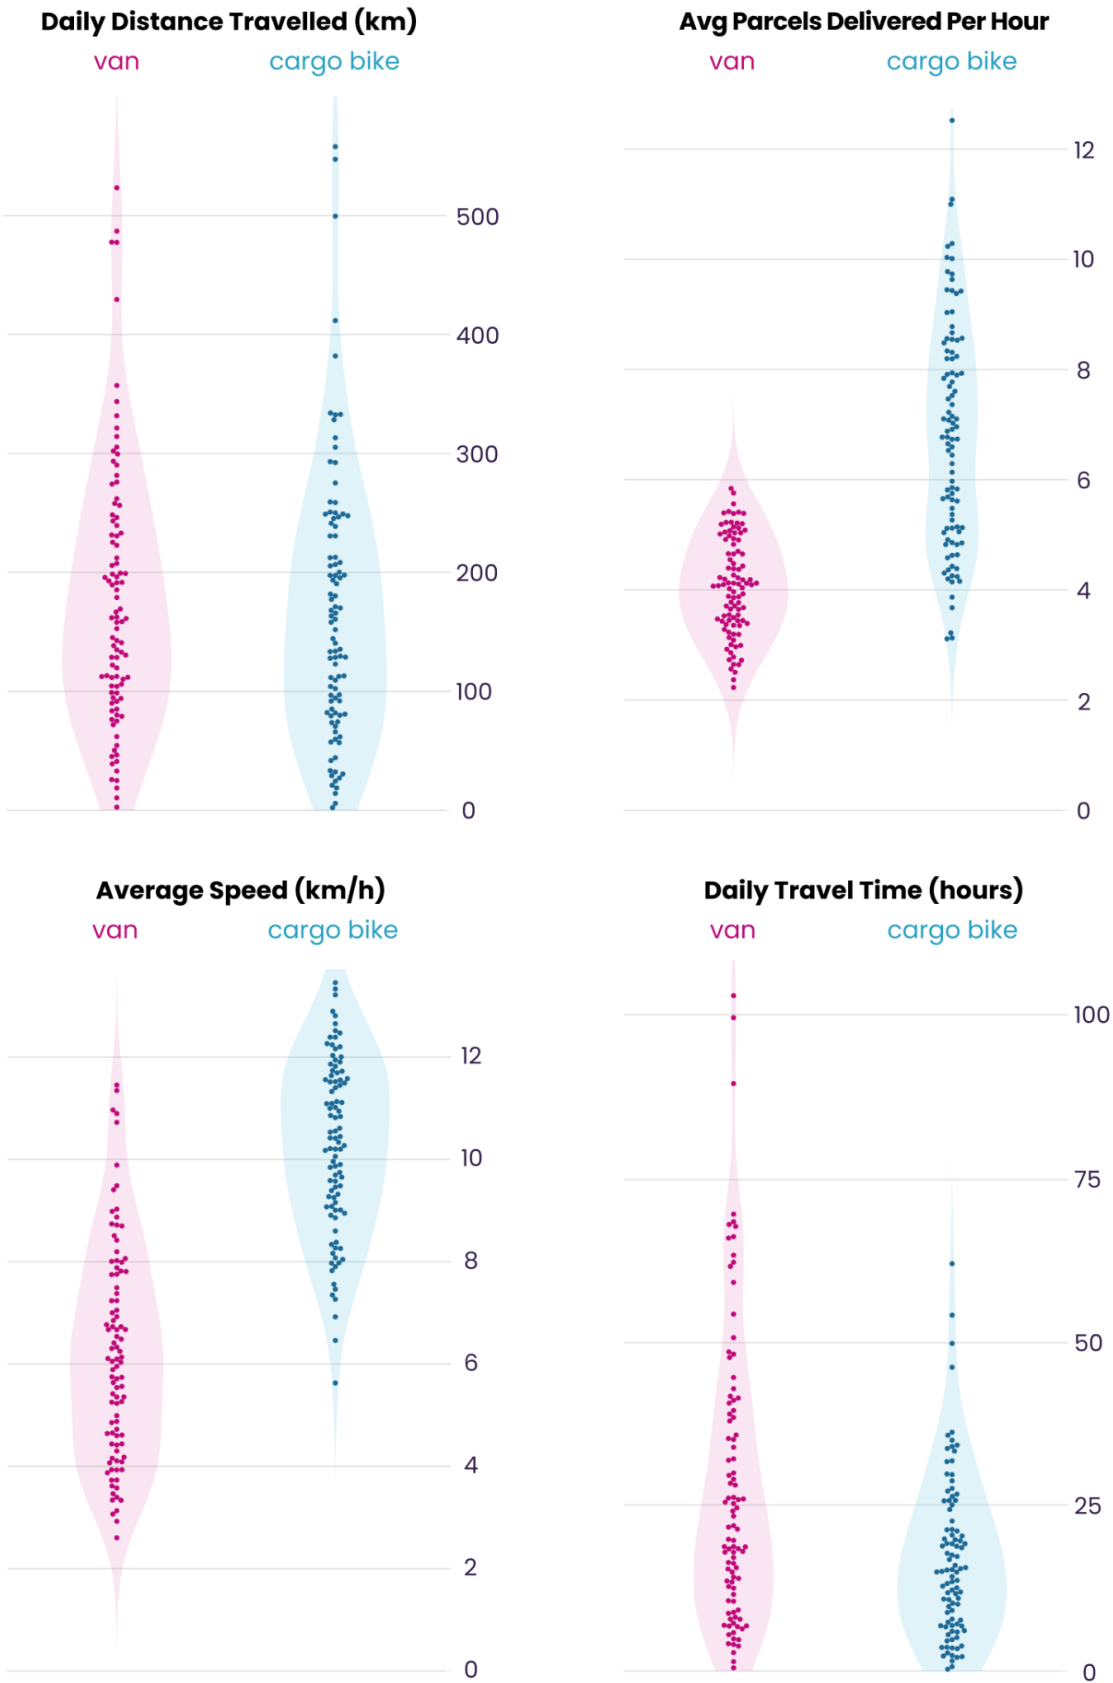 Daily Distance Travelled (km)
van
cargo bike
500
400
300
200
100
0
Avg Parcels Delivered Per Hour
van
cargo bike
12
10
8
6
4
2
0
Average Speed (km/h)
van
cargo bike
12
10
8
6
4
2
0
Daily Travel Time (hours)
van
cargo bike
100
75
50
25
0